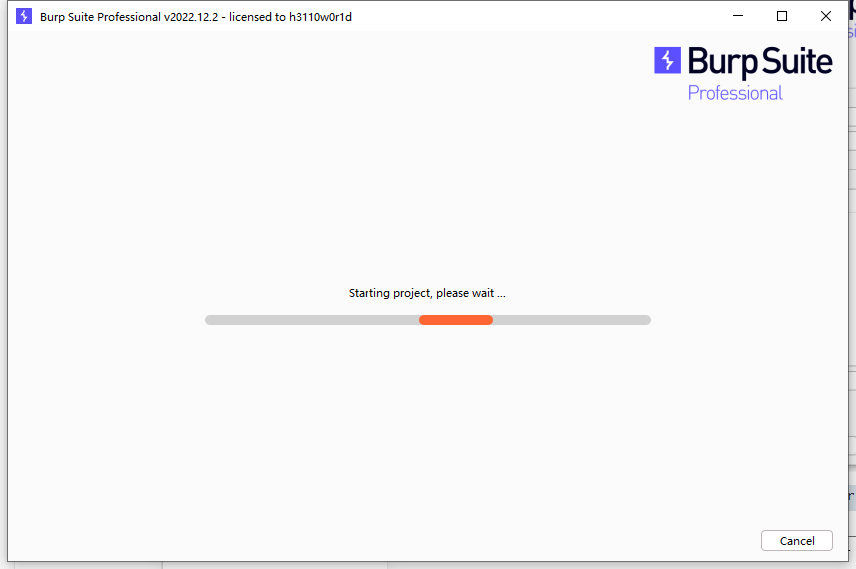 Burp Suite Professional v2022.12.2 - licensed to h3110w0r1d
Burp Suite
Professional
Starting project, please wait ...
Cancel